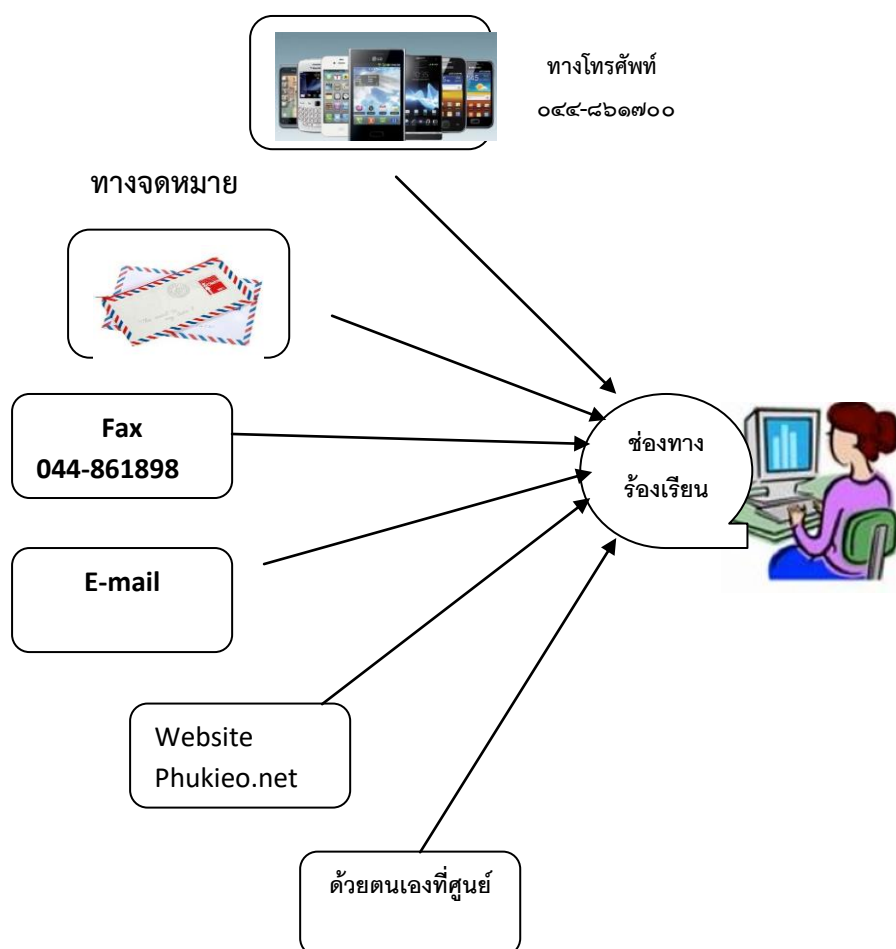 ทางโทรศัพท์
๐๔๔-๘๖๑๗๐๐
ทางจดหมาย
Fax
044-861898
ช่องทาง
ร้องเรียน
E-mail
Website
Phukieo.net
ด้วยตนเองที่ศูนย์